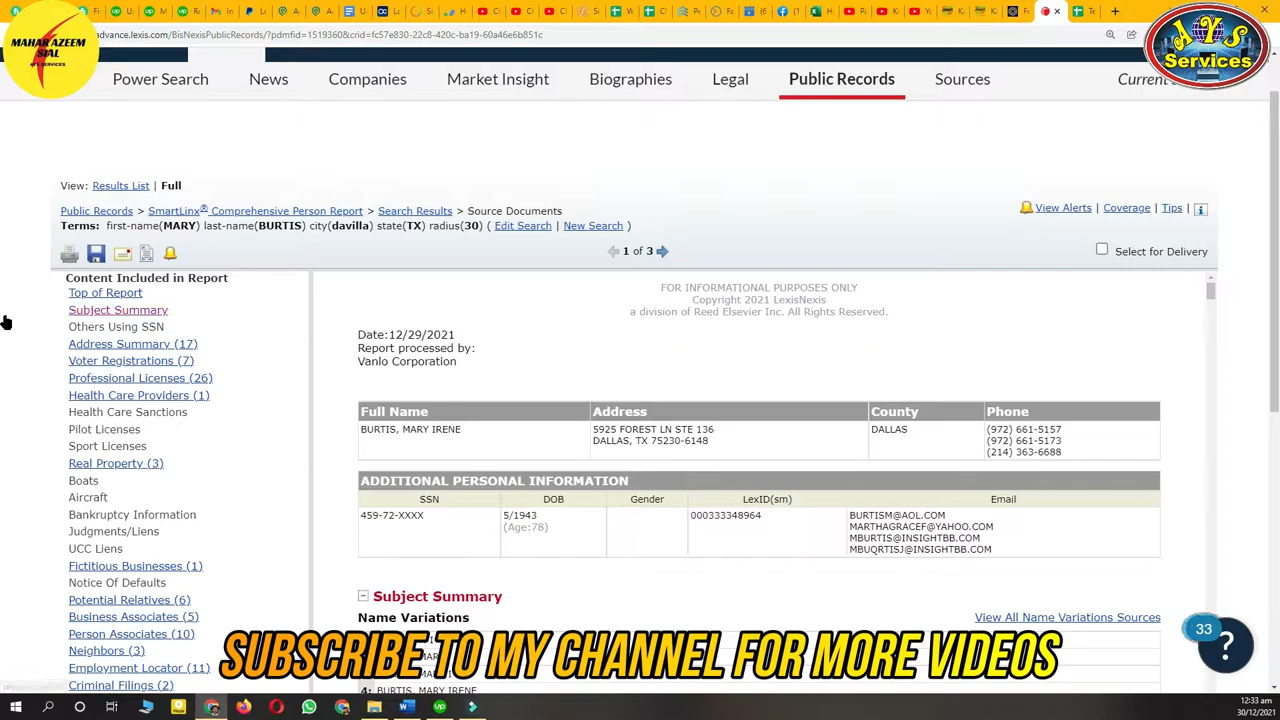 MAHAR AZEEM
SIAL
AYS SERVICES
AYS
Services
advance.lexis.com/BisNexisPublicRecords/?pdmfid=1519360&crid=fc57e830-22c8-420c-ba19-60a46e6b851c
Power Search News Companies Market Insight Biographies Legal Public Records Sources
View: Results List | Full
Public Records > SmartLinx® Comprehensive Person Report > Search Results > Source Documents
View Alerts | Coverage | Tips |
Terms: first-name(MARY) last-name(BURTIS) city(davilla) state(TX) radius(30) ( Edit Search | New Search )
1 of 3
Select for Delivery
Content Included in Report
Top of Report
Subject Summary
Others Using SSN
Address Summary (17)
Voter Registrations (7)
Professional Licenses (26)
Health Care Providers (1)
Health Care Sanctions
Pilot Licenses
Sport Licenses
Real Property (3)
Boats
Aircraft
Bankruptcy Information
Judgments/Liens
UCC Liens
Fictitious Businesses (1)
Notice Of Defaults
Potential Relatives (6)
Business Associates (5)
Person Associates (10)
Neighbors (3)
Employment Locator (11)
Criminal Filings (2)
FOR INFORMATIONAL PURPOSES ONLY
Copyright 2021 LexisNexis
a division of Reed Elsevier Inc. All Rights Reserved.
Date:12/29/2021
Report processed by:
Vanlo Corporation
Full Name Address County Phone
BURTIS, MARY IRENE 5925 FOREST LN STE 136 DALLAS (972) 661-5157
DALLAS, TX 75230-6148 (972) 661-5173
(214) 363-6688
ADDITIONAL PERSONAL INFORMATION
SSN DOB Gender LexID(sm) Email
459-72-XXXX 5/1943 000333348964 BURTISM@AOL.COM
(Age:78) MARTHAGRACEF@YAHOO.COM
MBURTIS@INSIGHTBB.COM
MBUQRTISJ@INSIGHTBB.COM
Subject Summary
Name Variations View All Name Variations Sources
4: BURTIS, MARY IRENE
SUBSCRIBE TO MY CHANNEL FOR MORE VIDEOS
33
?
12:33 am
30/12/2021